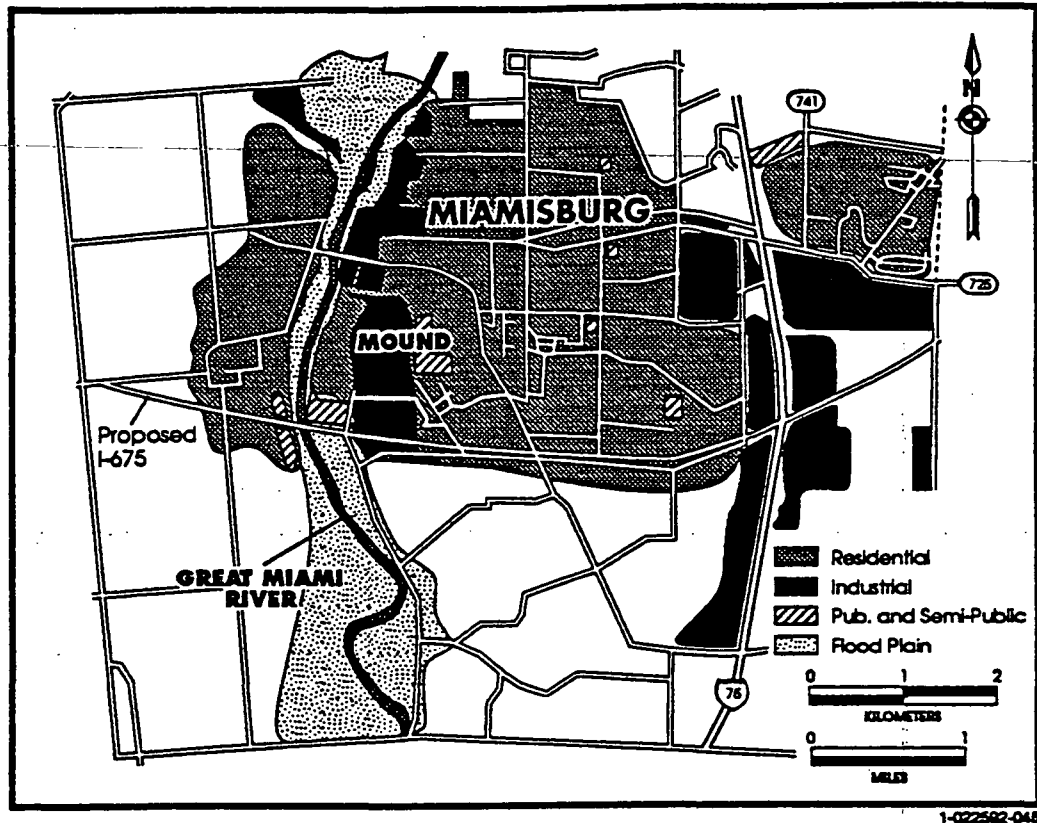 N
741
MIAMISBURG
725
MOUND
Proposed
I-675
GREAT MIAMI
RIVER
Residential
Industrial
Pub. and Semi-Public
Flood Plain
0 1 2
KILOMETERS
75
0 1
MILES
1-022592-045